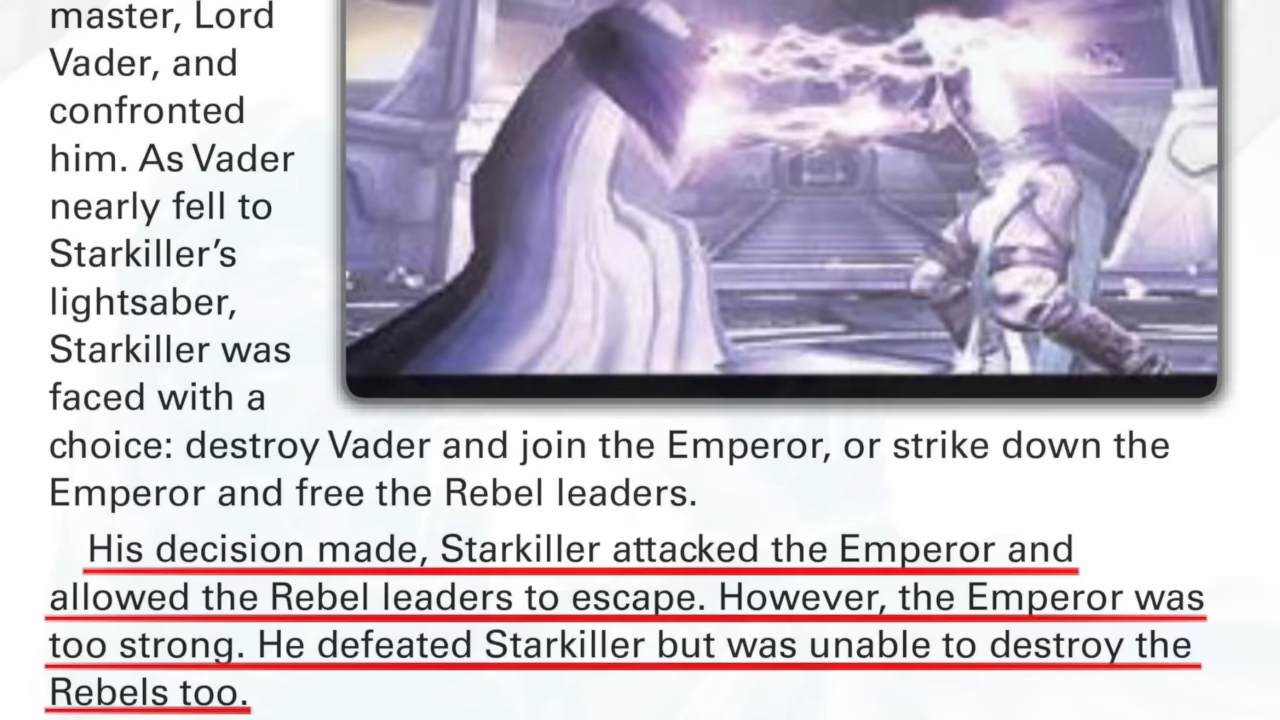 master, Lord
Vader, and
confronted
him. As Vader
nearly fell to
Starkiller's
lightsaber,
Starkiller was
faced with a
choice: destroy Vader and join the Emperor, or strike down the
Emperor and free the Rebel leaders.
His decision made, Starkiller attacked the Emperor and
allowed the Rebel leaders to escape. However, the Emperor was
too strong. He defeated Starkiller but was unable to destroy the
Rebels too.